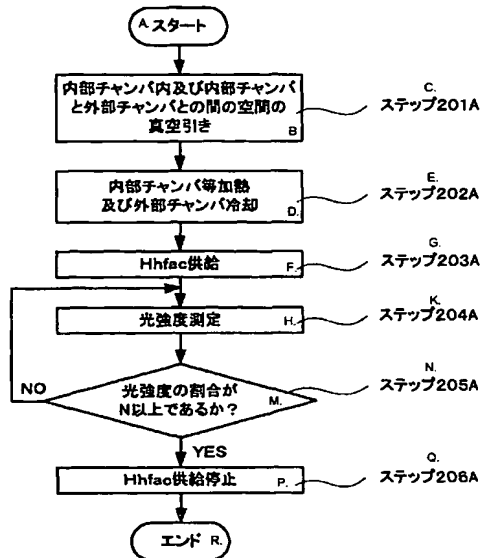 A. スタート
内部チャンバ内及び内部チャンバ
と外部チャンバとの間の空間の
真空引き
B
C.
ステップ201A
内部チャンバ等加熱
及び外部チャンバ冷却
D.
E.
ステップ202A
Hhfac供給
F.
G.
ステップ203A
光強度測定
H.
K.
ステップ204A
光強度の割合が
N以上であるか?
M.
N.
ステップ205A
NO
YES
Hhfac供給停止
P.
Q.
ステップ206A
エンド R.